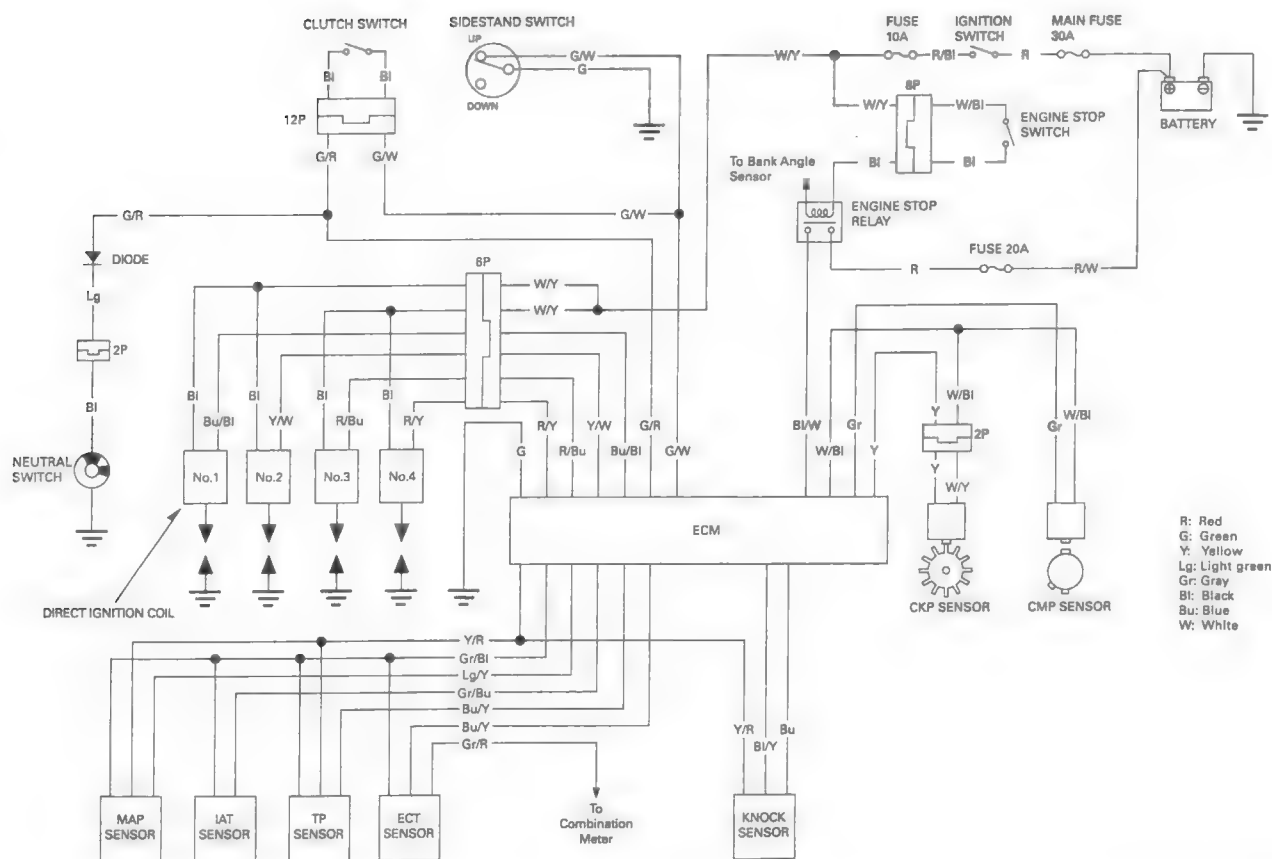 CLUTCH SWITCH
SIDESTAND SWITCH
UP
DOWN
G/W
G
W/Y
FUSE
10A
R/Bl
IGNITION
SWITCH
R
MAIN FUSE
30A
BATTERY
Bl
Bl
12P
G/R
G/W
8P
W/Y
W/Bl
ENGINE STOP
SWITCH
Bl
Bl
To Bank Angle
Sensor
ENGINE STOP
RELAY
FUSE 20A
R
R/W
G/R
G/W
DIODE
Lg
2P
Bl
NEUTRAL
SWITCH
6P
W/Y
W/Y
Bl
Bu/Bl
Bl
Y/W
Bl
R/Bu
Bl
R/Y
No.1
No.2
No.3
No.4
DIRECT IGNITION COIL
G
R/Y
R/Bu
Y/W
Bu/Bl
G/R
G/W
Bl/W
W/Bl
Gr
Y
Y
W/Bl
2P
Y
W/Y
Gr
W/Bl
ECM
CKP SENSOR
CMP SENSOR
R: Red
G: Green
Y: Yellow
Lg: Light green
Gr: Gray
Bl: Black
Bu: Blue
W: White
Y/R
Gr/Bl
Lg/Y
Gr/Bu
Bu/Y
Bu/Y
Gr/R
Y/R
Bl/Y
Bu
MAP
SENSOR
IAT
SENSOR
TP
SENSOR
ECT
SENSOR
To
Combination
Meter
KNOCK
SENSOR